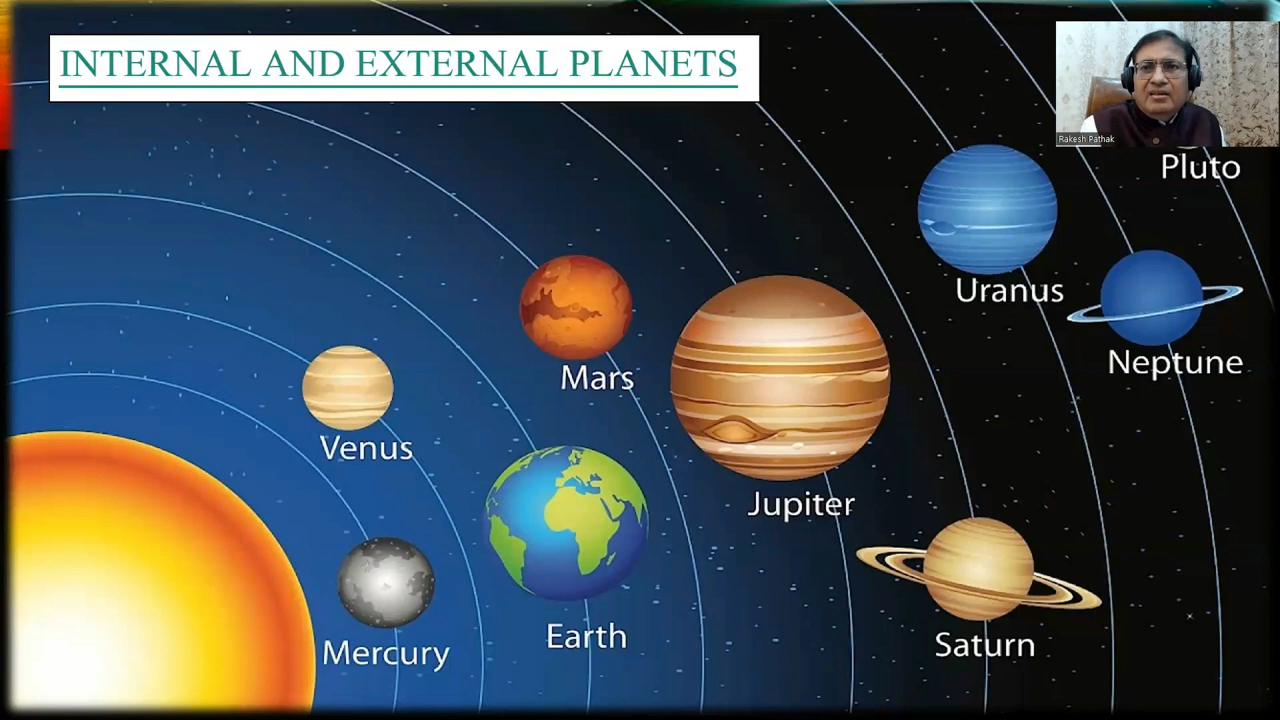 INTERNAL AND EXTERNAL PLANETS
Rakesh Pathak
Pluto
Uranus
Neptune
Mars
Venus
Jupiter
Earth
Saturn
Mercury